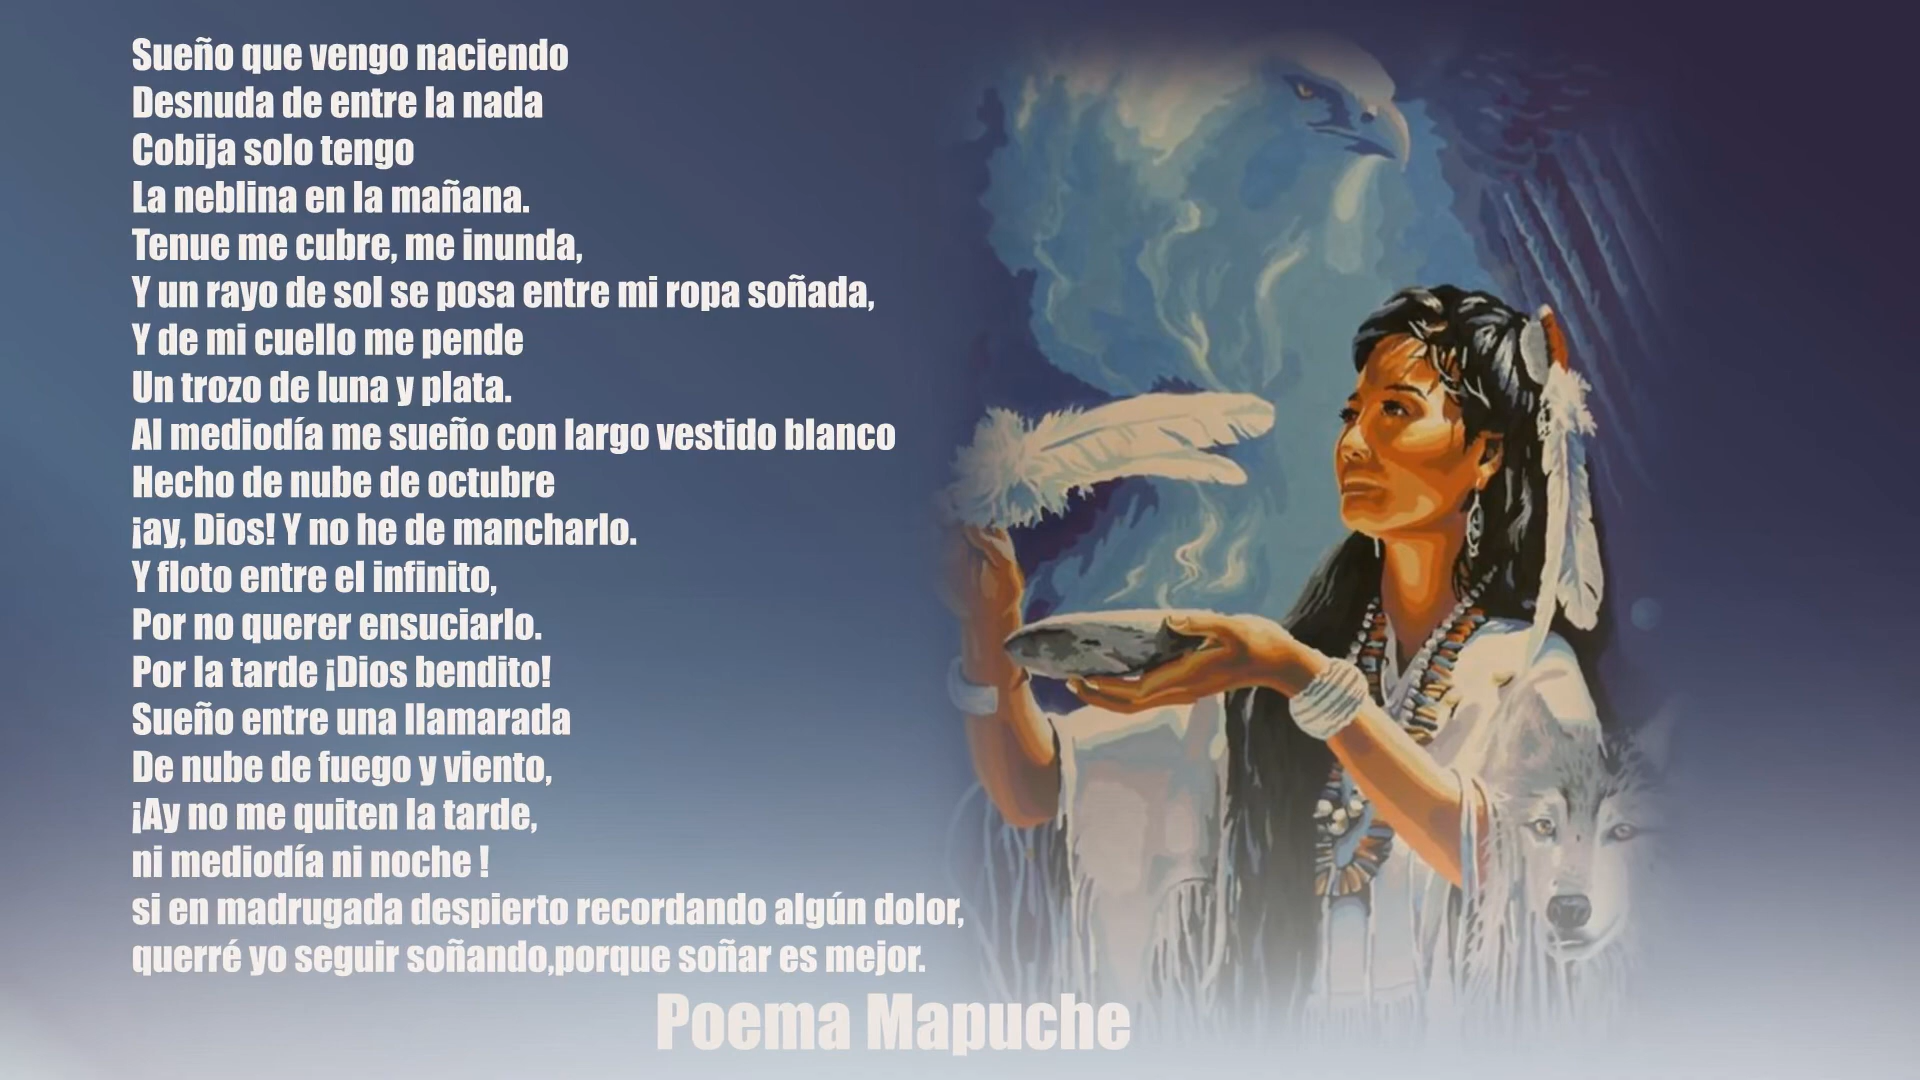 Sueño que vengo naciendo
Desnuda de entre la nada
Cobija solo tengo
La neblina en la mañana.
Tenue me cubre, me inunda,
Y un rayo de sol se posa entre mi ropa soñada,
Y de mi cuello me pende
Un trozo de luna y plata.
Al mediodía me sueño con largo vestido blanco
Hecho de nube de octubre
¡ay, Dios! Y no he de mancharlo.
Y floto entre el infinito,
Por no querer ensuciarlo.
Por la tarde ¡Dios bendito!
Sueño entre una llamarada
De nube de fuego y viento,
¡Ay no me quiten la tarde,
ni mediodía ni noche !
si en madrugada despierto recordando algún dolor,
querré yo seguir soñando,porque soñar es mejor.
Poema Mapuche